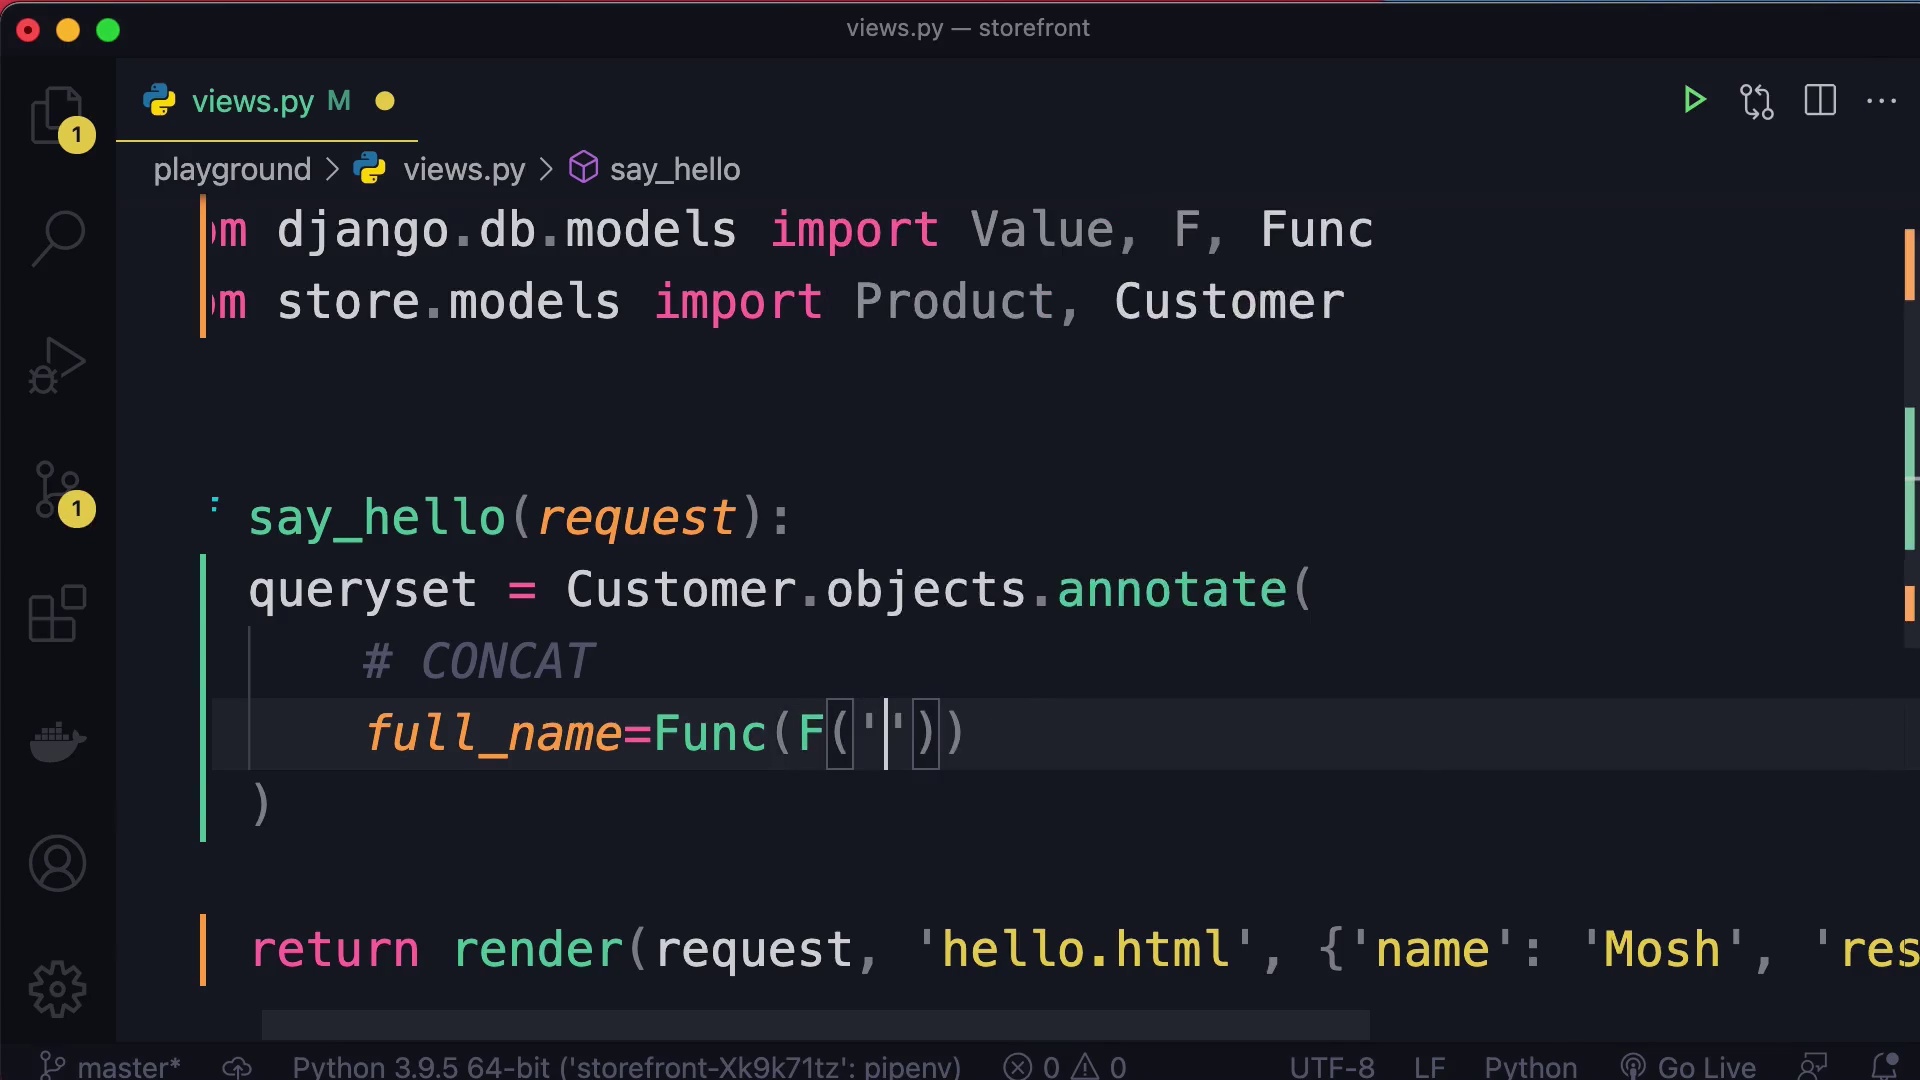 views.py — storefront
views.py M
1
playground > views.py > say_hello
om django.db.models import Value, F, Func
om store.models import Product, Customer
say_hello(request):
1
queryset = Customer.objects.annotate(
# CONCAT
full_name=Func(F(''))
)
return render(request, 'hello.html', {'name': 'Mosh', 'res
master* Python 3.9.5 64-bit ('storefront-Xk9k71tz': pipenv) 0 0 UTF-8 LF Python Go Live